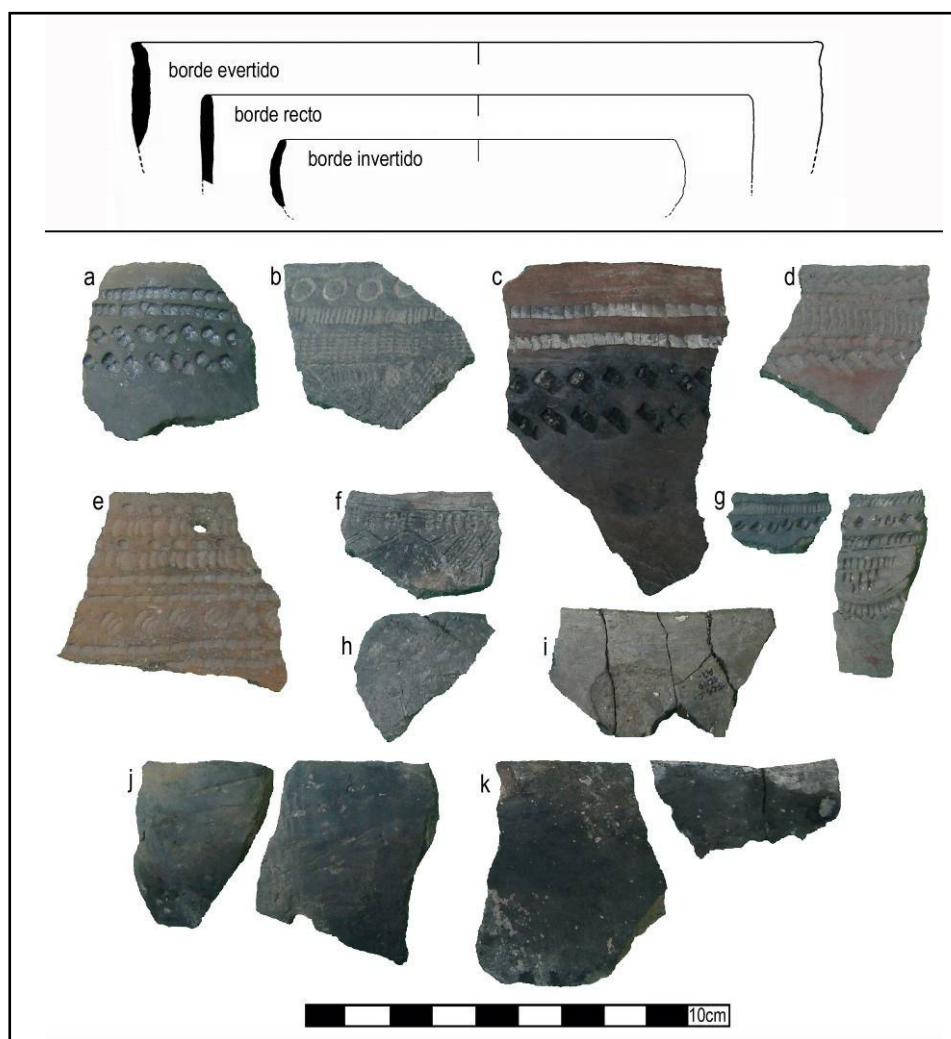 borde evertido
borde recto
borde invertido
a
b
c
d
e
f
g
h
i
j
k
10cm